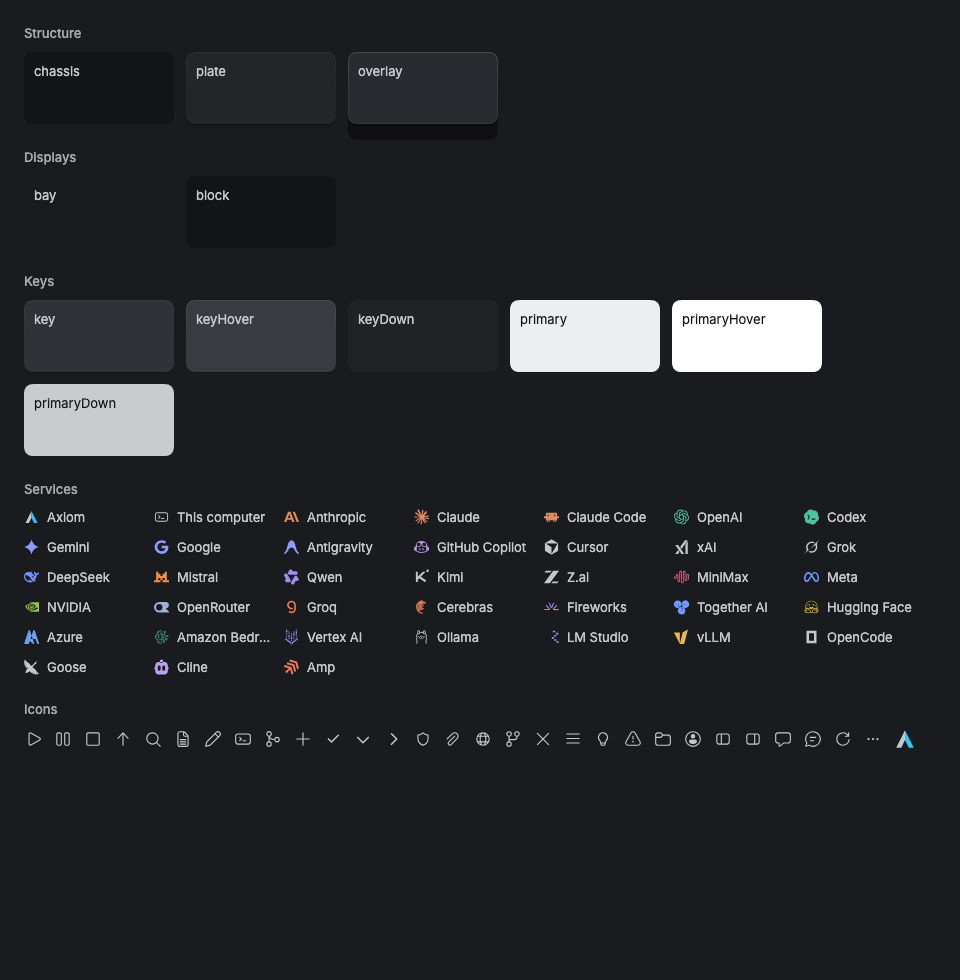 Structure
chassis plate overlay
Displays
bay block
Keys
key keyHover keyDown primary primaryHover
primaryDown
Services
Axiom This computer Anthropic Claude Claude Code OpenAI Codex
Gemini Google Antigravity GitHub Copilot Cursor xAI Grok
DeepSeek Mistral Qwen Kimi Z.ai MiniMax Meta
NVIDIA OpenRouter Groq Cerebras Fireworks Together AI Hugging Face
Azure Amazon Bedr... Vertex AI Ollama LM Studio vLLM OpenCode
Goose Cline Amp
Icons